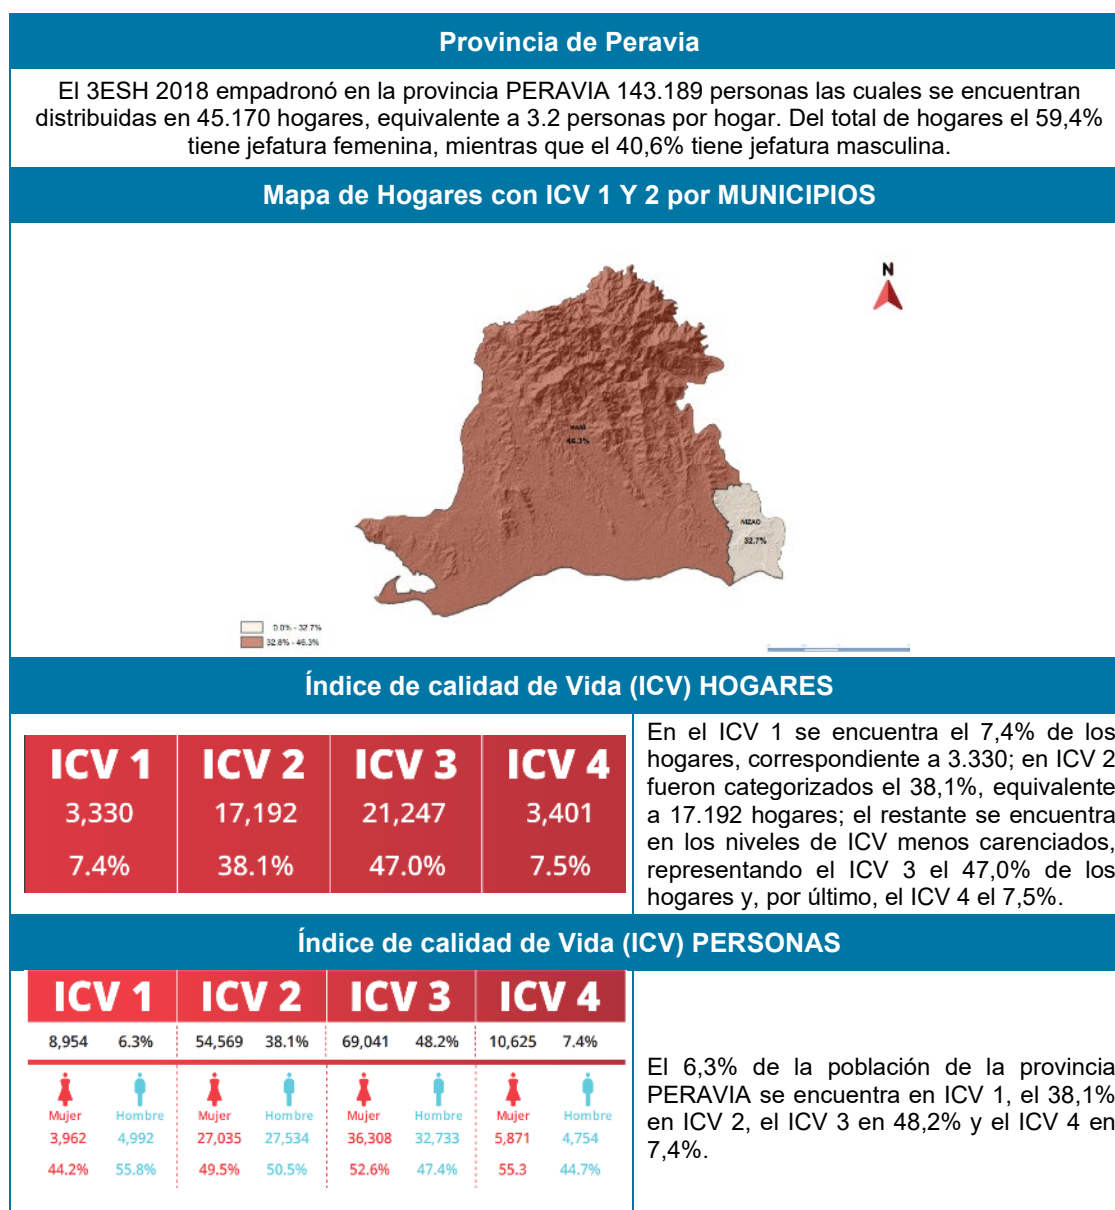 Provincia de Peravia
El 3ESH 2018 empadronó en la provincia PERAVIA 143.189 personas las cuales se encuentran
distribuidas en 45.170 hogares, equivalente a 3.2 personas por hogar. Del total de hogares el 59,4%
tiene jefatura femenina, mientras que el 40,6% tiene jefatura masculina.
Mapa de Hogares con ICV 1 Y 2 por MUNICIPIOS
N
46.3%
NIZAO
32.7%
0.0% - 32.7%
32.8% - 46.3%
Índice de calidad de Vida (ICV) HOGARES
ICV 1 ICV 2 ICV 3 ICV 4
3,330 17,192 21,247 3,401
7.4% 38.1% 47.0% 7.5%
En el ICV 1 se encuentra el 7,4% de los
hogares, correspondiente a 3.330; en ICV 2
fueron categorizados el 38,1%, equivalente
a 17.192 hogares; el restante se encuentra
en los niveles de ICV menos carenciados,
representando el ICV 3 el 47,0% de los
hogares y, por último, el ICV 4 el 7,5%.
Índice de calidad de Vida (ICV) PERSONAS
ICV 1 ICV 2 ICV 3 ICV 4
8,954 6.3% 54,569 38.1% 69,041 48.2% 10,625 7.4%
Mujer Hombre Mujer Hombre Mujer Hombre Mujer Hombre
3,962 4,992 27,035 27,534 36,308 32,733 5,871 4,754
44.2% 55.8% 49.5% 50.5% 52.6% 47.4% 55.3 44.7%
El 6,3% de la población de la provincia
PERAVIA se encuentra en ICV 1, el 38,1%
en ICV 2, el ICV 3 en 48,2% y el ICV 4 en
7,4%.